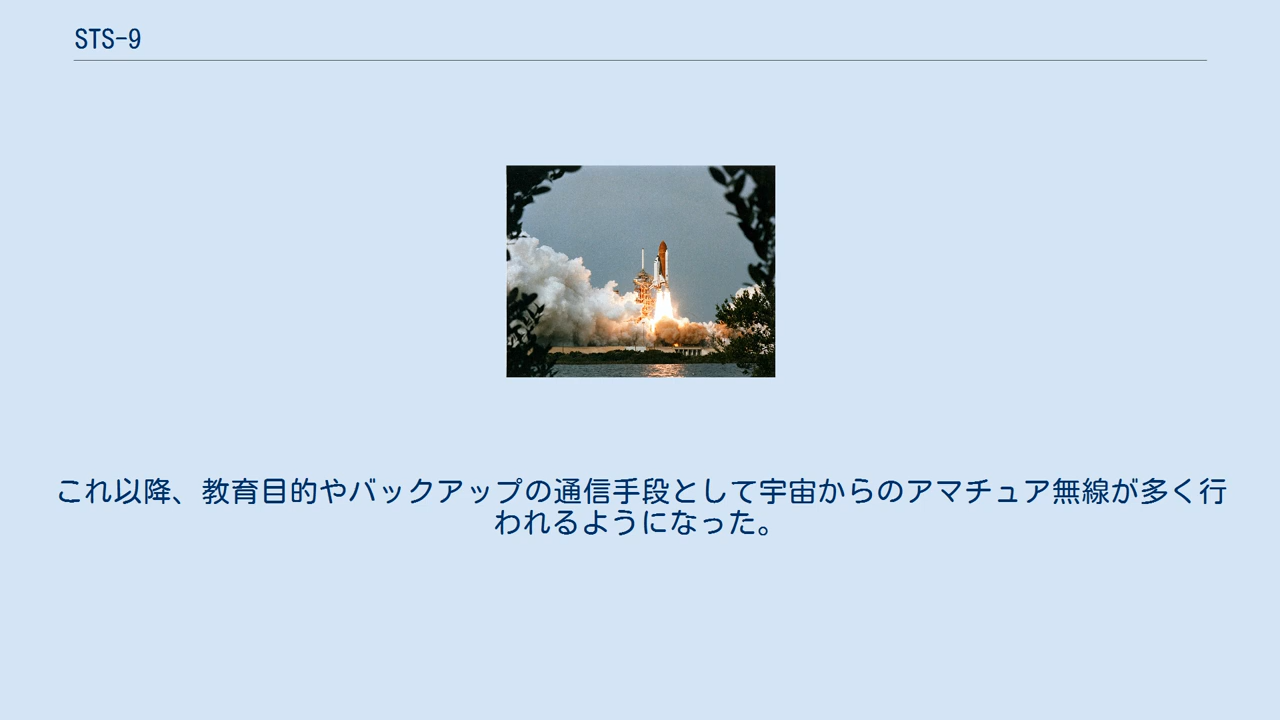 STS-9
これ以降、教育目的やバックアップの通信手段として宇宙からのアマチュア無線が多く行
われるようになった。